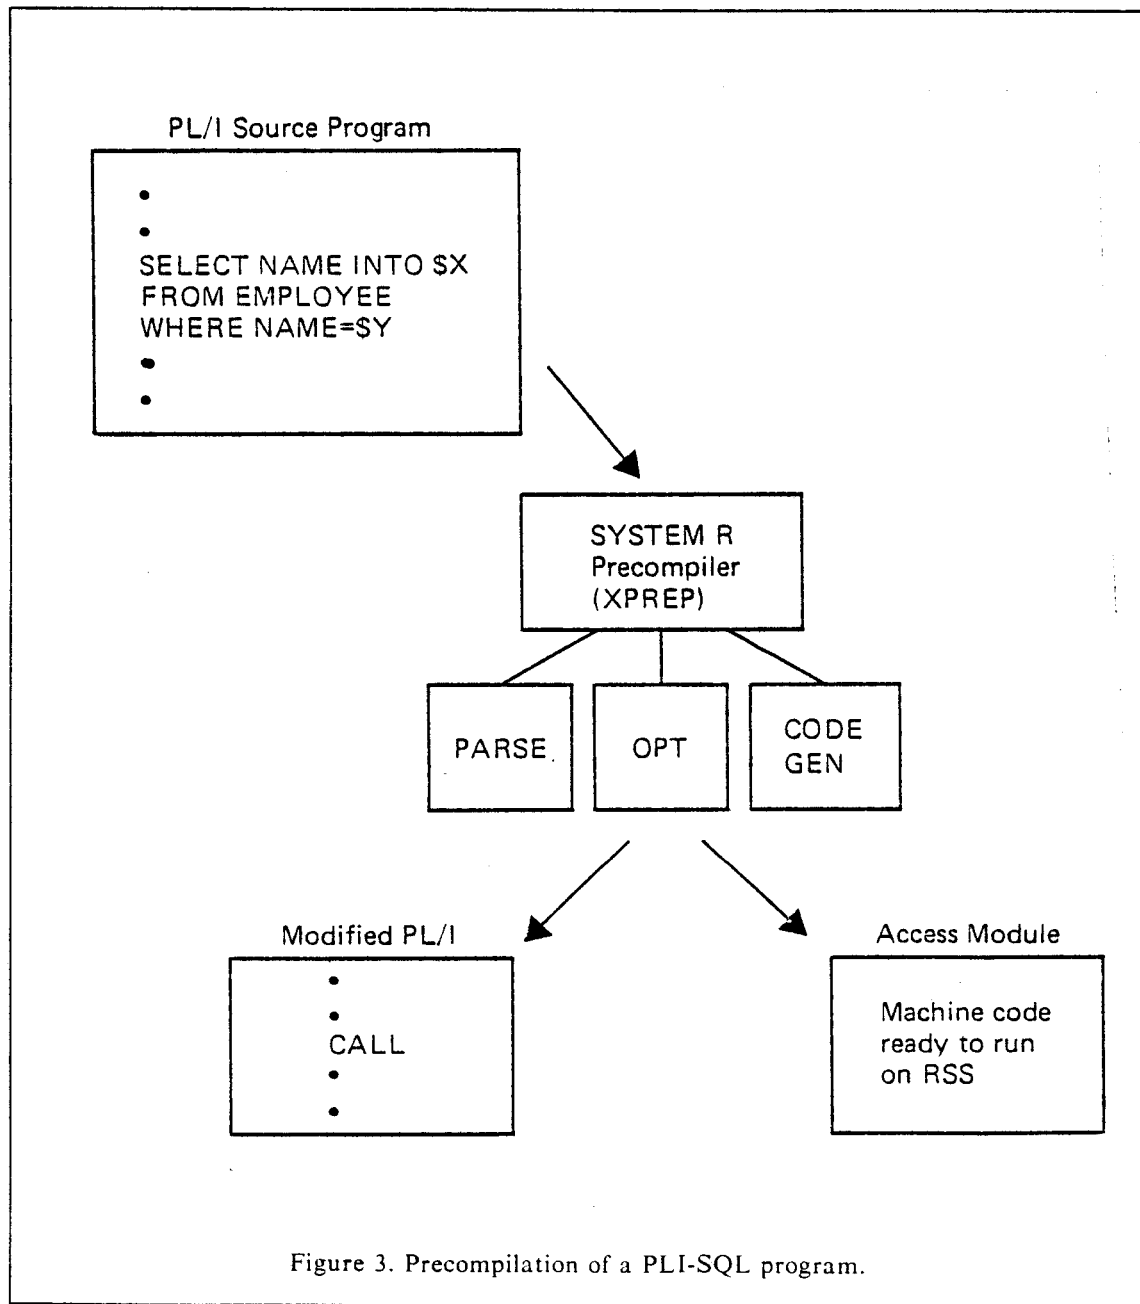 PL/I Source Program
•
•
SELECT NAME INTO $X
FROM EMPLOYEE
WHERE NAME=$Y
•
•
SYSTEM R
Precompiler
(XPREP)
PARSE
OPT
CODE
GEN
Modified PL/I
•
•
CALL
•
•
Access Module
Machine code
ready to run
on RSS
Figure 3. Precompilation of a PLI-SQL program.